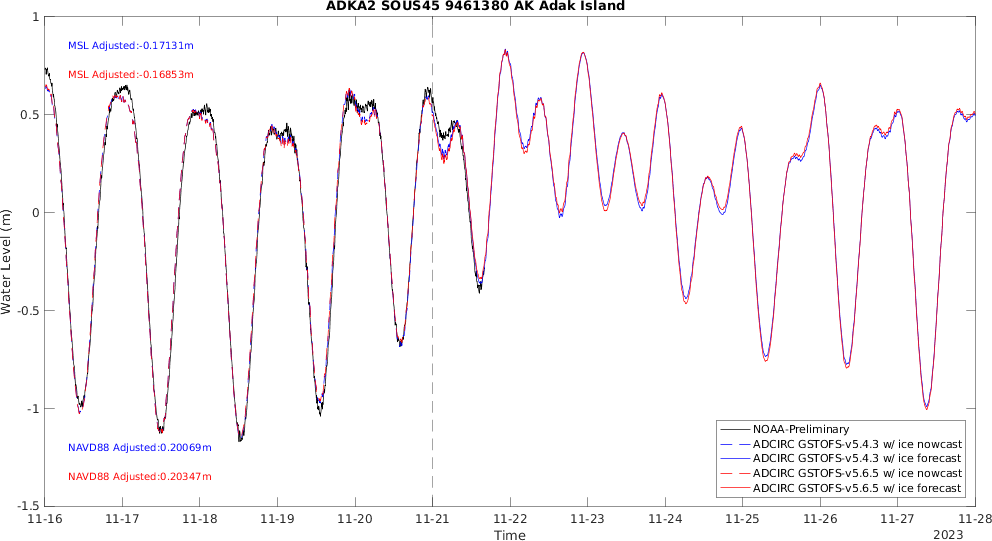 ADKA2 SOUS45 9461380 AK Adak Island
MSL Adjusted:-0.17131m
MSL Adjusted:-0.16853m
NAVD88 Adjusted:0.20069m
NAVD88 Adjusted:0.20347m
Water Level (m)
1
0.5
0
-0.5
-1
-1.5
NOAA-Preliminary
ADCIRC GSTOFS-v5.4.3 w/ ice nowcast
ADCIRC GSTOFS-v5.4.3 w/ ice forecast
ADCIRC GSTOFS-v5.6.5 w/ ice nowcast
ADCIRC GSTOFS-v5.6.5 w/ ice forecast
11-16 11-17 11-18 11-19 11-20 11-21 11-22 11-23 11-24 11-25 11-26 11-27 11-28
Time
2023